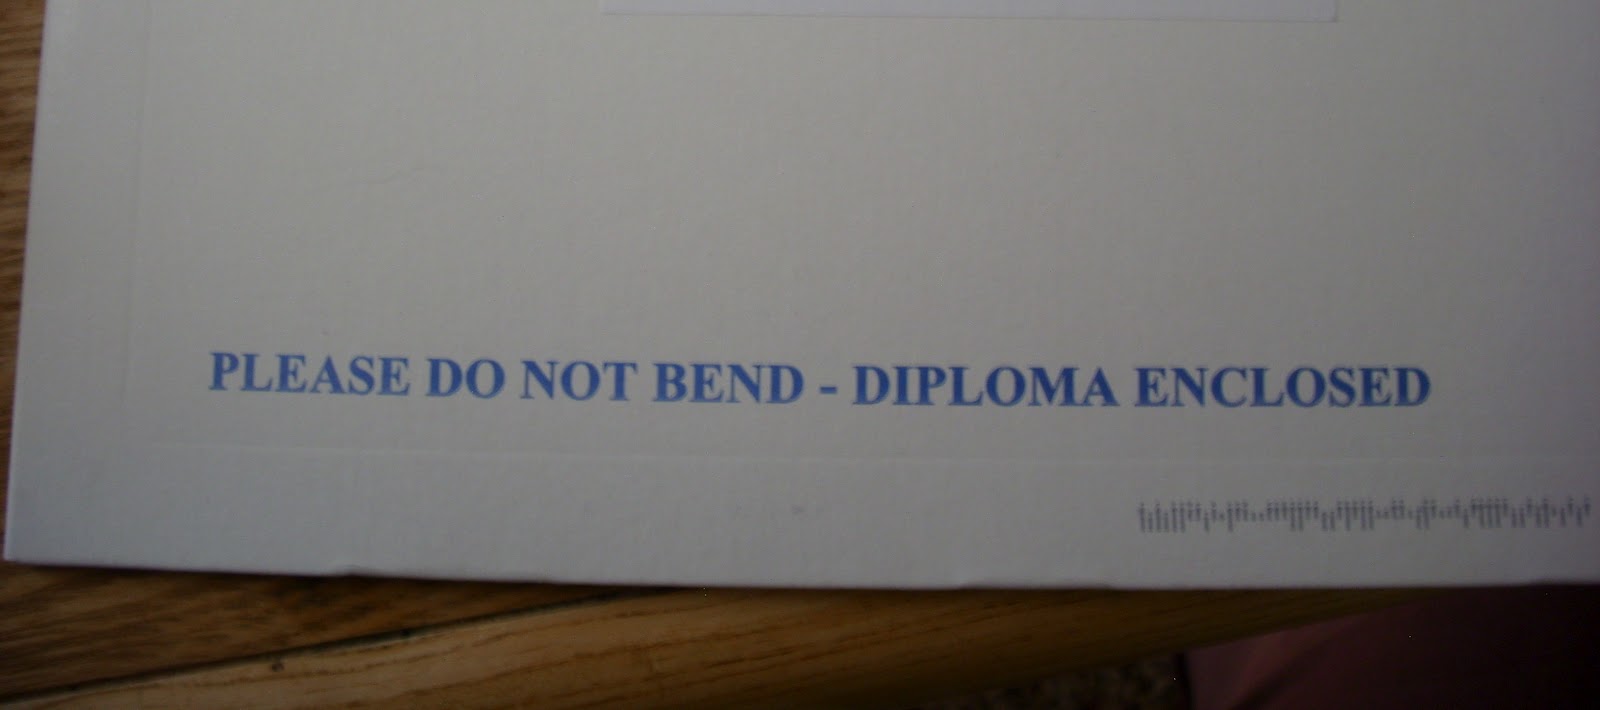 PLEASE DO NOT BEND - DIPLOMA ENCLOSED